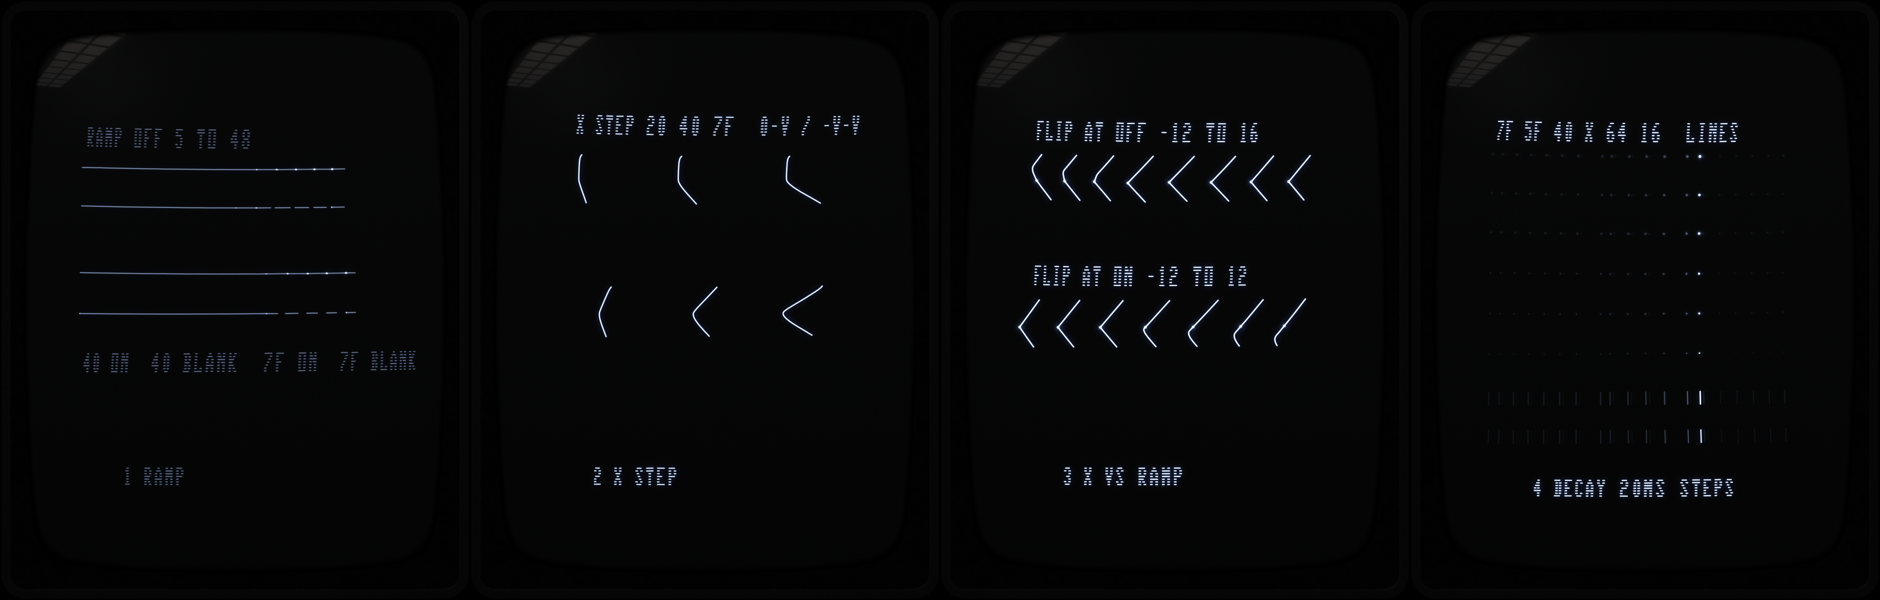 RAMP OFF 5 TO 48
40 ON 40 BLANK 7F ON 7F BLANK
1 RAMP
X STEP 20 40 7F 0-V / -V-V
2 X STEP
FLIP AT OFF -12 TO 16
FLIP AT ON -12 TO 12
3 X VS RAMP
7F 5F 40 X 64 16 LINES
4 DECAY 20MS STEPS